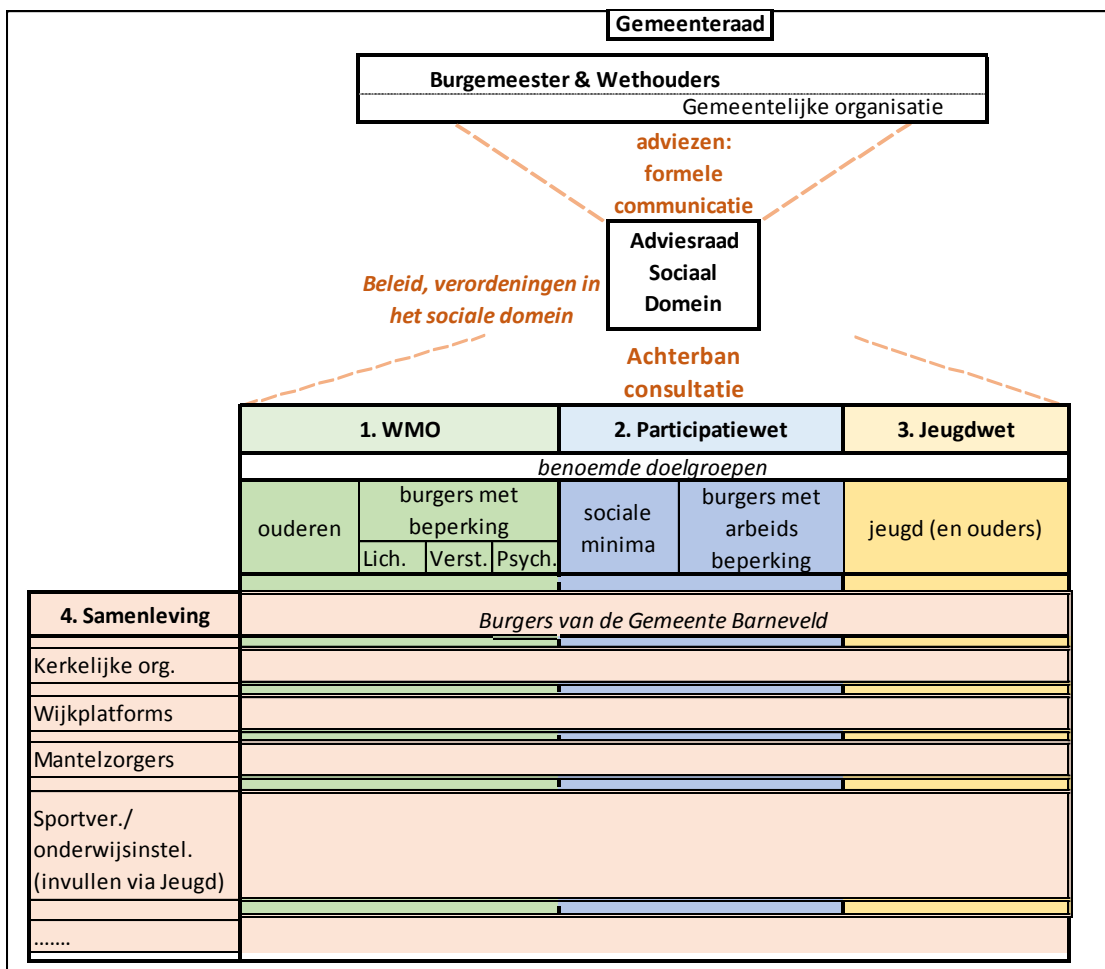 Gemeenteraad
Burgemeester & Wethouders
Gemeentelijke organisatie
adviezen:
formele
communicatie
Adviesraad
Sociaal
Domein
Beleid, verordeningen in
het sociale domein
Achterban
consultatie
1. WMO
2. Participatiewet
3. Jeugdwet
benoemde doelgroepen
ouderen
burgers met
beperking
Lich.
Verst.
Psych.
sociale
minima
burgers met
arbeids
beperking
jeugd (en ouders)
4. Samenleving
Burgers van de Gemeente Barneveld
Kerkelijke org.
Wijkplatforms
Mantelzorgers
Sportver./
onderwijsinstel.
(invullen via Jeugd)
.......